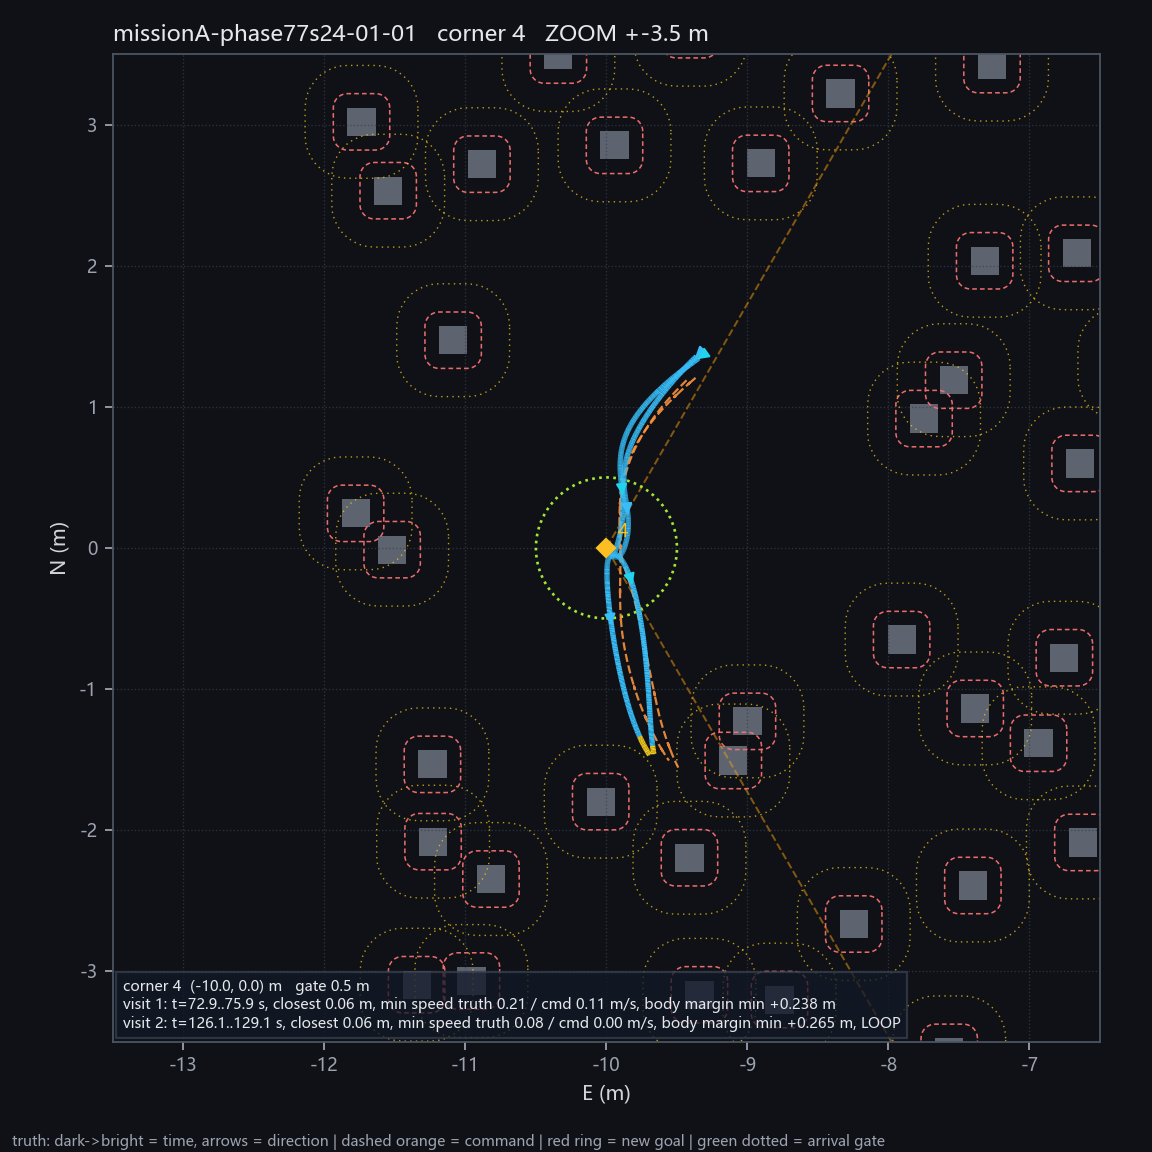 missionA-phase77s24-01-01   corner 4   ZOOM +-3.5 m
3
2
1
0
-1
-2
-3
N (m)
4
corner 4  (-10.0, 0.0) m   gate 0.5 m
visit 1: t=72.9..75.9 s, closest 0.06 m, min speed truth 0.21 / cmd 0.11 m/s, body margin min +0.238 m
visit 2: t=126.1..129.1 s, closest 0.06 m, min speed truth 0.08 / cmd 0.00 m/s, body margin min +0.265 m, LOOP
-13 -12 -11 -10 -9 -8 -7
E (m)
truth: dark->bright = time, arrows = direction | dashed orange = command | red ring = new goal | green dotted = arrival gate